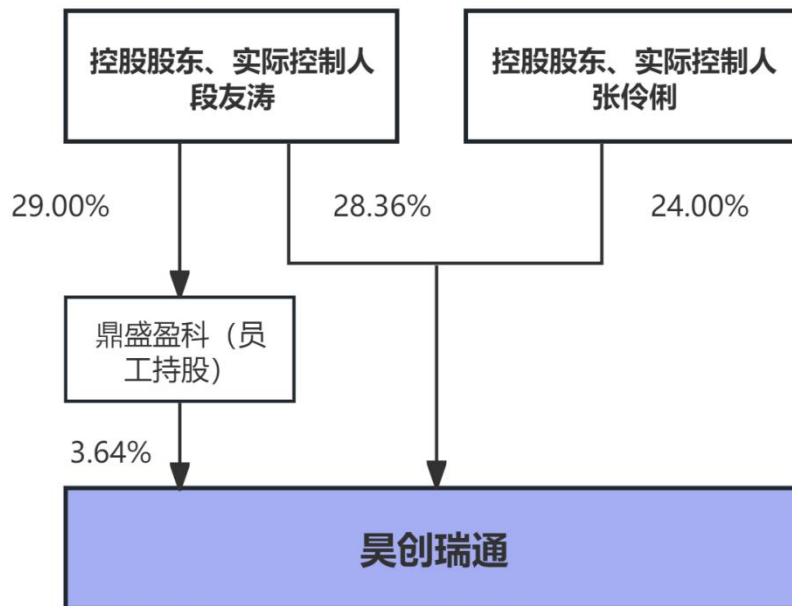 控股股东、实际控制人
段友涛
控股股东、实际控制人
张伶俐
29.00%
28.36%
24.00%
鼎盛盈科（员
工持股）
3.64%
昊创瑞通